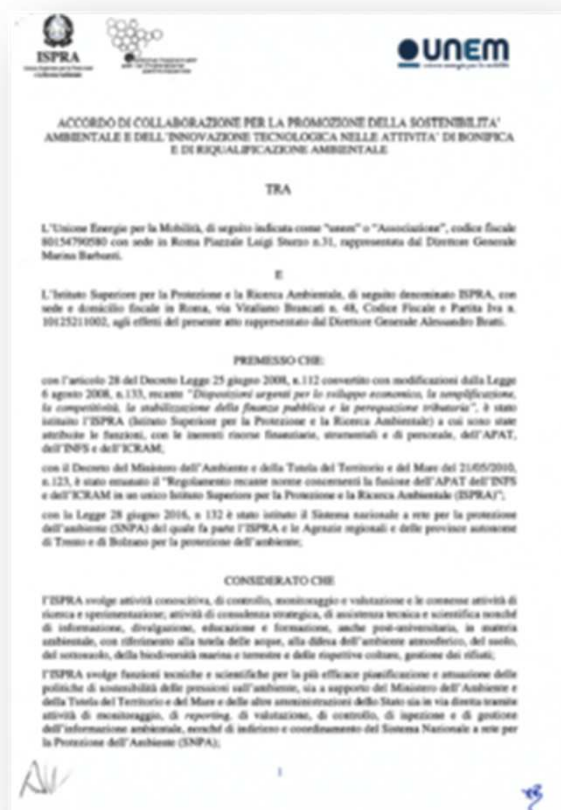 ISPRA
UNEM
ACCORDO DI COLLABORAZIONE PER LA PROMOZIONE DELLA SOSTENIBILITA'
AMBIENTALE E DELL'INNOVAZIONE TECNOLOGICA NELLE ATTIVITA' DI BONIFICA
E DI RIQUALIFICAZIONE AMBIENTALE
TRA
L'Unione Energie per la Mobilità, di seguito indicata come "unem" o "Associazione", codice fiscale
80154790580 con sede in Roma Piazzale Luigi Sturzo n.31, rappresentata dal Direttore Generale
Marina Barbanti.
E
L'Istituto Superiore per la Protezione e la Ricerca Ambientale, di seguito denominato ISPRA, con
sede e domicilio fiscale in Roma, via Vitaliano Brancati n. 48, Codice Fiscale e Partita Iva n.
10125211002, agli effetti del presente atto rappresentato dal Direttore Generale Alessandro Bratti.
PREMESSO CHE:
con l'articolo 28 del Decreto Legge 25 giugno 2008, n.112 convertito con modificazioni dalla Legge
6 agosto 2008, n.133, recante "Disposizioni urgenti per lo sviluppo economico, la semplificazione,
la competitività, la stabilizzazione della finanza pubblica e la perequazione tributaria", è stato
istituito l'ISPRA (Istituto Superiore per la Protezione e la Ricerca Ambientale) a cui sono state
attribuite le funzioni, con le inerenti risorse finanziarie, strumentali e di personale, dell'APAT,
dell'INFS e dell'ICRAM;
con il Decreto del Ministero dell'Ambiente e della Tutela del Territorio e del Mare del 21/05/2010,
n.123, è stato emanato il "Regolamento recante norme concernenti la fusione dell'APAT dell'INFS
e dell'ICRAM in un unico Istituto Superiore per la Protezione e la Ricerca Ambientale (ISPRA)";
con la Legge 28 giugno 2016, n 132 è stato istituito il Sistema nazionale a rete per la protezione
dell'ambiente (SNPA) del quale fa parte l'ISPRA e le Agenzie regionali e delle province autonome
di Trento e di Bolzano per la protezione dell'ambiente;
CONSIDERATO CHE
l'ISPRA svolge attività conoscitiva, di controllo, monitoraggio e valutazione e le connesse attività di
ricerca e sperimentazione; attività di consulenza strategica, di assistenza tecnica e scientifica nonché
di informazione, divulgazione, educazione e formazione, anche post-universitaria, in materia
ambientale, con riferimento alla tutela delle acque, alla difesa dell'ambiente atmosferico, del suolo,
del sottosuolo, della biodiversità marina e terrestre e delle rispettive colture, gestione dei rifiuti;
l'ISPRA svolge funzioni tecniche e scientifiche per la più efficace pianificazione e attuazione delle
politiche di sostenibilità delle pressioni sull'ambiente, sia a supporto del Ministero dell'Ambiente e
della Tutela del Territorio e del Mare e delle altre amministrazioni dello Stato sia in via diretta tramite
attività di monitoraggio, di reporting, di valutazione, di controllo, di ispezione e di gestione
dell'informazione ambientale, nonché di indirizzo e coordinamento del Sistema Nazionale a rete per
la Protezione dell'Ambiente (SNPA);
1